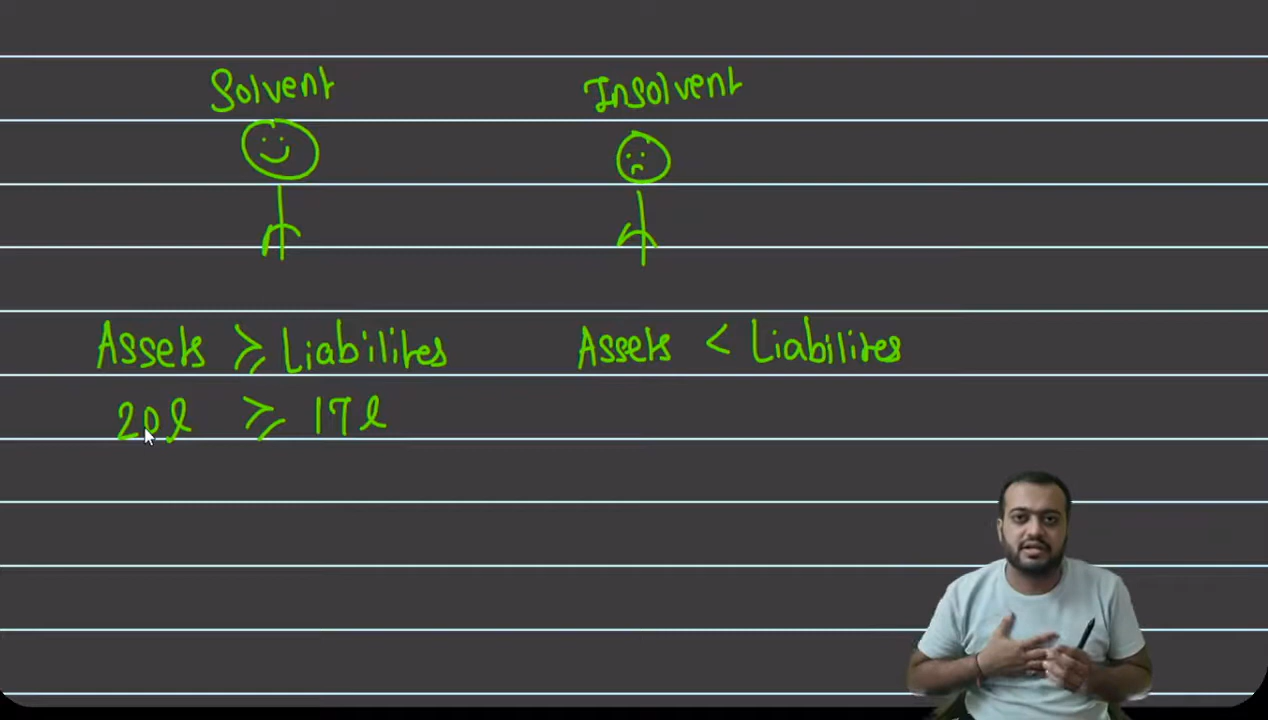 Solvent Insolvent
Assets ⩾ Liabilites Assets < Liabilites
20l ⩾ 17l